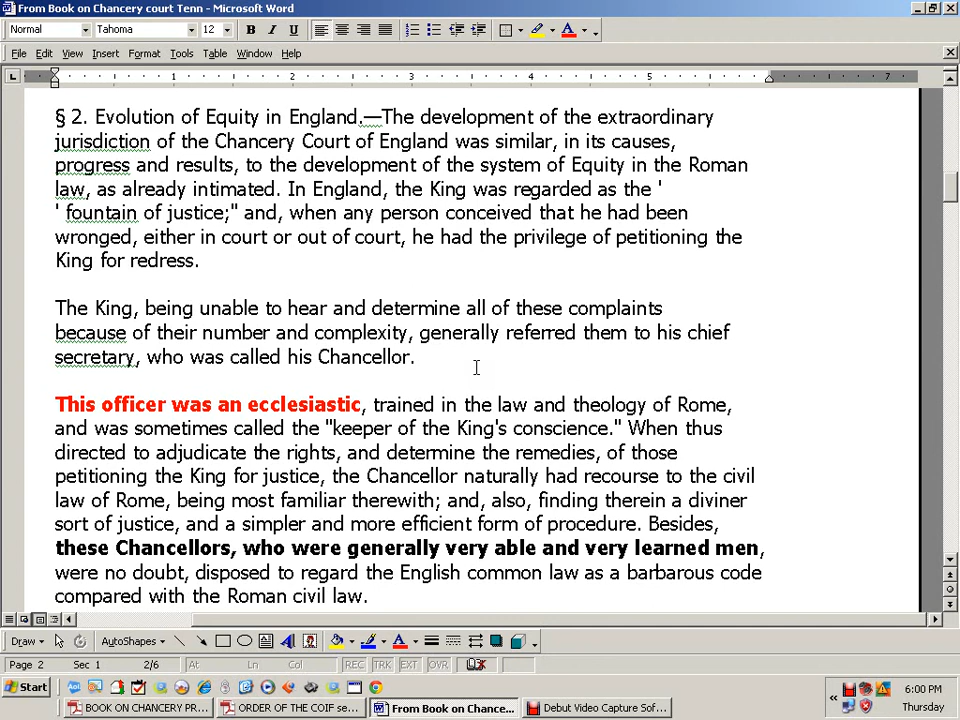 From Book on Chancery court Tenn - Microsoft Word
Normal Tahoma 12 B I U A
File Edit View Insert Format Tools Table Window Help
1 2 3 4 5 7
§ 2. Evolution of Equity in England.—The development of the extraordinary
jurisdiction of the Chancery Court of England was similar, in its causes,
progress and results, to the development of the system of Equity in the Roman
law, as already intimated. In England, the King was regarded as the '
' fountain of justice;" and, when any person conceived that he had been
wronged, either in court or out of court, he had the privilege of petitioning the
King for redress.
The King, being unable to hear and determine all of these complaints
because of their number and complexity, generally referred them to his chief
secretary, who was called his Chancellor.
This officer was an ecclesiastic, trained in the law and theology of Rome,
and was sometimes called the "keeper of the King's conscience." When thus
directed to adjudicate the rights, and determine the remedies, of those
petitioning the King for justice, the Chancellor naturally had recourse to the civil
law of Rome, being most familiar therewith; and, also, finding therein a diviner
sort of justice, and a simpler and more efficient form of procedure. Besides,
these Chancellors, who were generally very able and very learned men,
were no doubt, disposed to regard the English common law as a barbarous code
compared with the Roman civil law.
Draw AutoShapes A
Page 2 Sec 1 2/6 At Ln Col REC TRK EXT OVR
Start
6:00 PM
BOOK ON CHANCERY PR... ORDER OF THE COIF se... From Book on Chance... Debut Video Capture Sof... Thursday